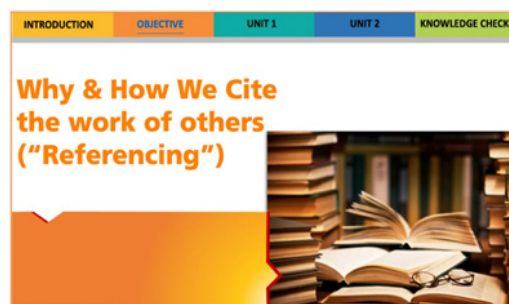 INTRODUCTION OBJECTIVE UNIT 1 UNIT 2 KNOWLEDGE CHECK
Why & How We Cite
the work of others
("Referencing")